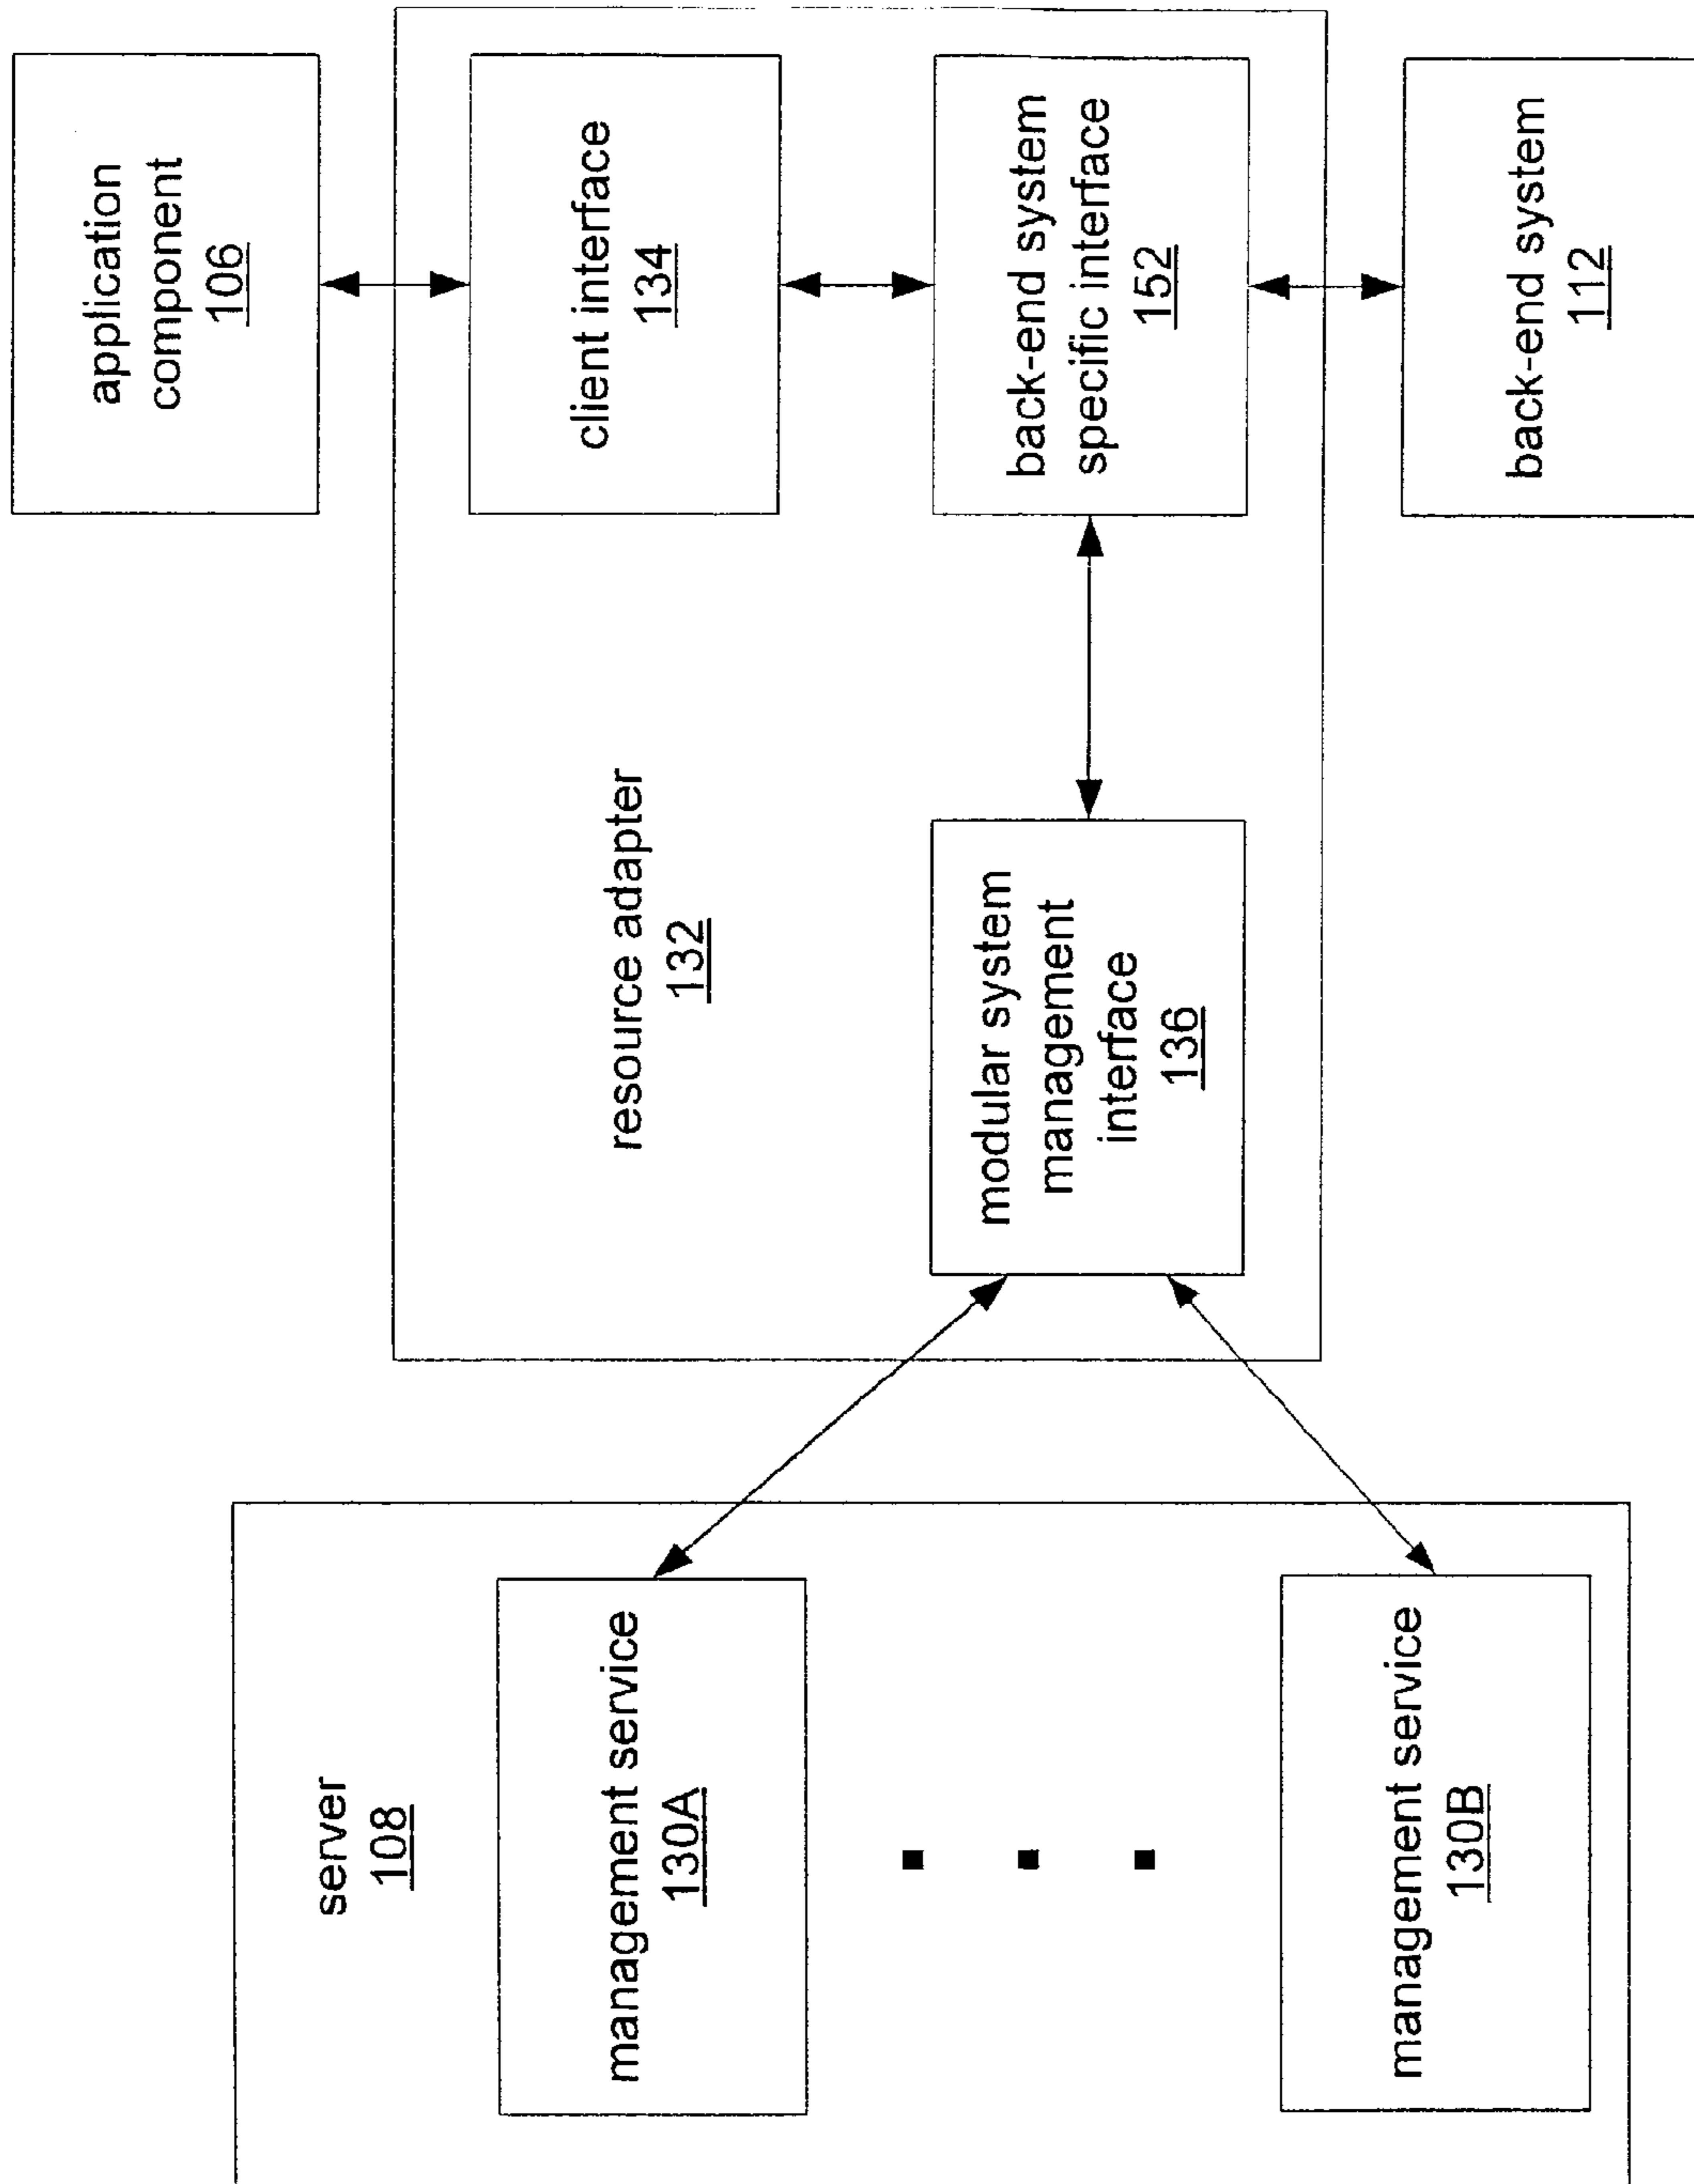 server
108
management service
130A
management service
130B
resource adapter
132
modular system
management
interface
136
application
component
106
client interface
134
back-end system
specific interface
152
back-end system
112